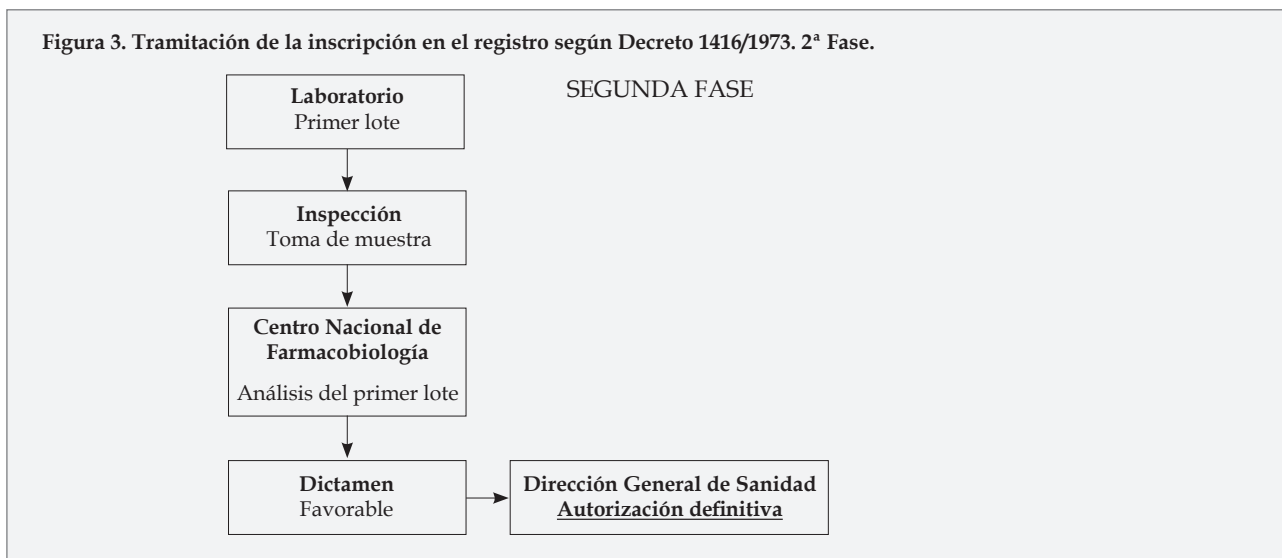 Figura 3. Tramitación de la inscripción en el registro según Decreto 1416/1973. 2ª Fase.
SEGUNDA FASE
Laboratorio
Primer lote
Inspección
Toma de muestra
Centro Nacional de
Farmacobiología
Análisis del primer lote
Dictamen
Favorable
Dirección General de Sanidad
Autorización definitiva